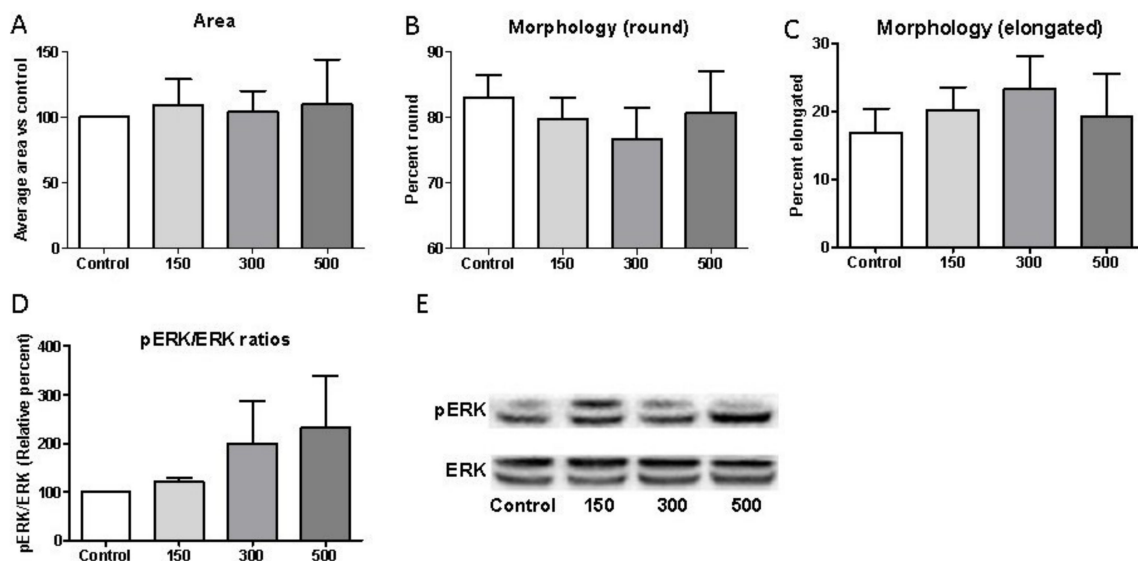 A
Area
Average area vs control
150
100
50
0
Control 150 300 500
B
Morphology (round)
Percent round
90
80
70
60
Control 150 300 500
C
Morphology (elongated)
Percent elongated
30
20
10
0
Control 150 300 500
D
pERK/ERK ratios
pERK/ERK (Relative percent)
400
300
200
100
0
Control 150 300 500
E
pERK
ERK
Control 150 300 500